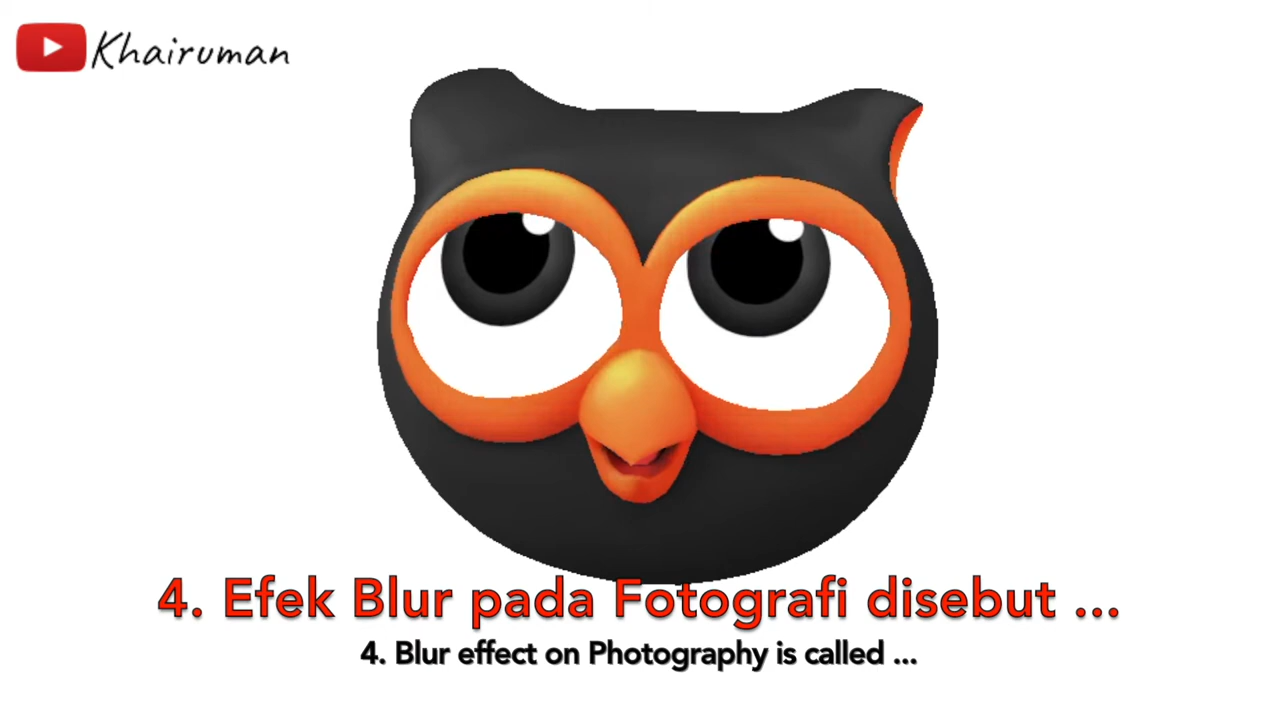 Khairuman
4. Efek Blur pada Fotografi disebut ...
4. Blur effect on Photography is called ...